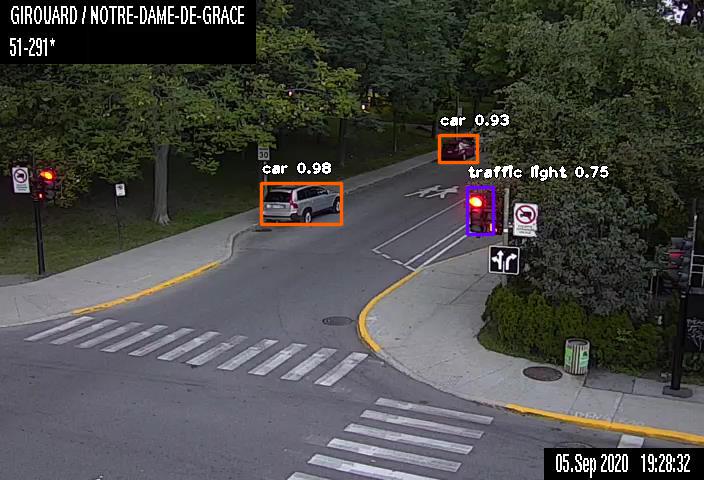 GIROUARD / NOTRE-DAME-DE-GRACE
51-291*
car 0.93
car 0.98
30
traffic light 0.75
05.Sep 2020 19:28:32